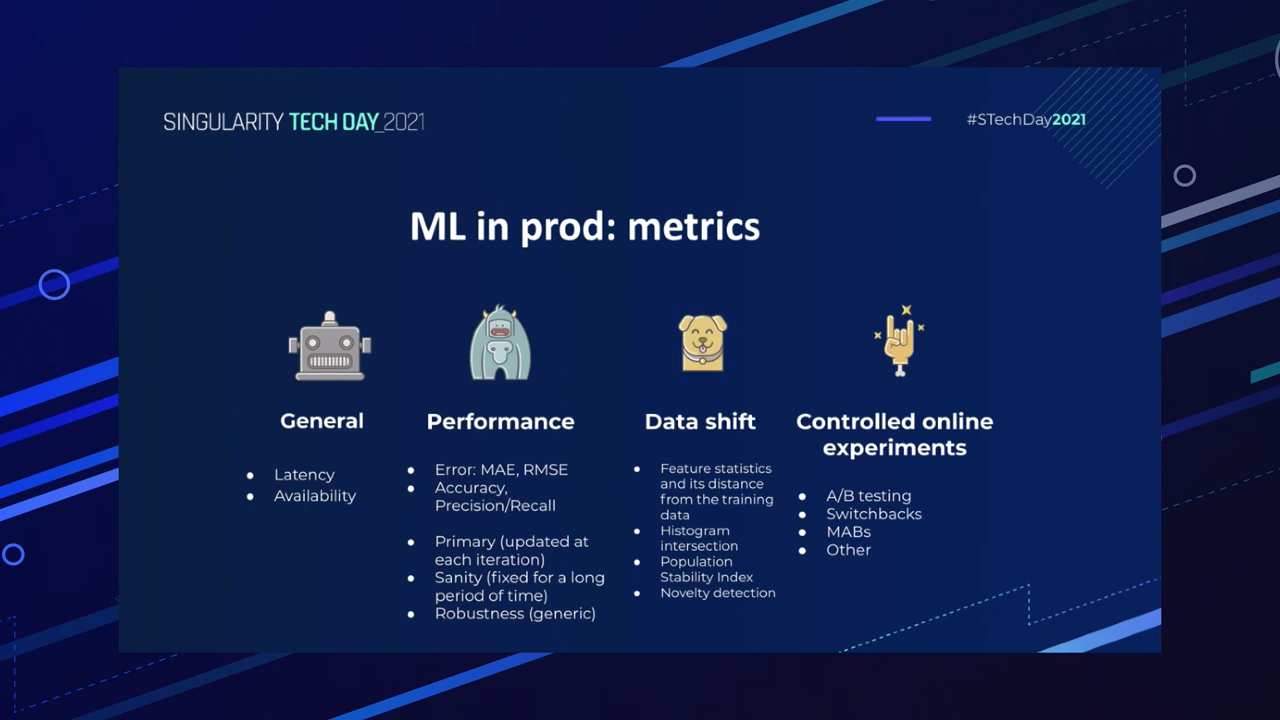 SINGULARITY TECH DAY_2021
#STechDay2021
ML in prod: metrics
General
● Latency
● Availability
Performance
● Error: MAE, RMSE
● Accuracy,
Precision/Recall
● Primary (updated at
each iteration)
● Sanity (fixed for a long
period of time)
● Robustness (generic)
Data shift
● Feature statistics
and its distance
from the training
data
● Histogram
intersection
● Population
Stability Index
● Novelty detection
Controlled online
experiments
● A/B testing
● Switchbacks
● MABs
● Other